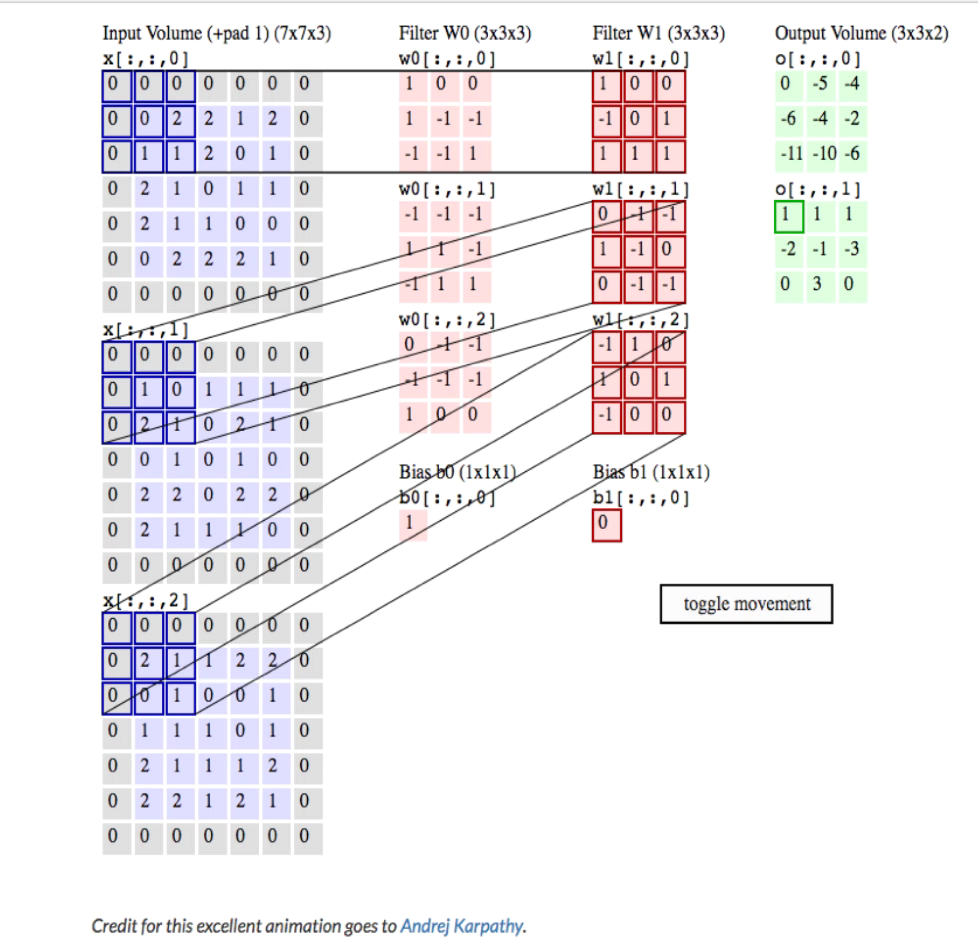 Input Volume (+pad 1) (7x7x3)
x[:,:,0]
0 0 0 0 0 0 0
0 0 2 2 1 2 0
0 1 1 2 0 1 0
0 2 1 0 1 1 0
0 2 1 1 0 0 0
0 0 2 2 2 1 0
0 0 0 0 0 0 0
x[:,:,1]
0 0 0 0 0 0 0
0 1 0 1 1 1 0
0 2 1 0 2 1 0
0 0 1 0 1 0 0
0 2 2 0 2 2 0
0 2 1 1 1 0 0
0 0 0 0 0 0 0
x[:,:,2]
0 0 0 0 0 0 0
0 2 1 1 2 2 0
0 0 1 0 0 1 0
0 1 1 1 0 1 0
0 2 1 1 1 2 0
0 2 2 1 2 1 0
0 0 0 0 0 0 0
Filter W0 (3x3x3)
w0[:,:,0]
1 0 0
1 -1 -1
-1 -1 1
w0[:,:,1]
-1 -1 -1
1 1 -1
-1 1 1
w0[:,:,2]
0 -1 -1
-1 -1 -1
1 0 0
Bias b0 (1x1x1)
b0[:,:,0]
1
Filter W1 (3x3x3)
w1[:,:,0]
1 0 0
-1 0 1
1 1 1
w1[:,:,1]
0 -1 -1
1 -1 0
0 -1 -1
w1[:,:,2]
-1 1 0
1 0 1
-1 0 0
Bias b1 (1x1x1)
b1[:,:,0]
0
Output Volume (3x3x2)
o[:,:,0]
0 -5 -4
-6 -4 -2
-11 -10 -6
o[:,:,1]
1 1 1
-2 -1 -3
0 3 0
toggle movement
Credit for this excellent animation goes to Andrej Karpathy.